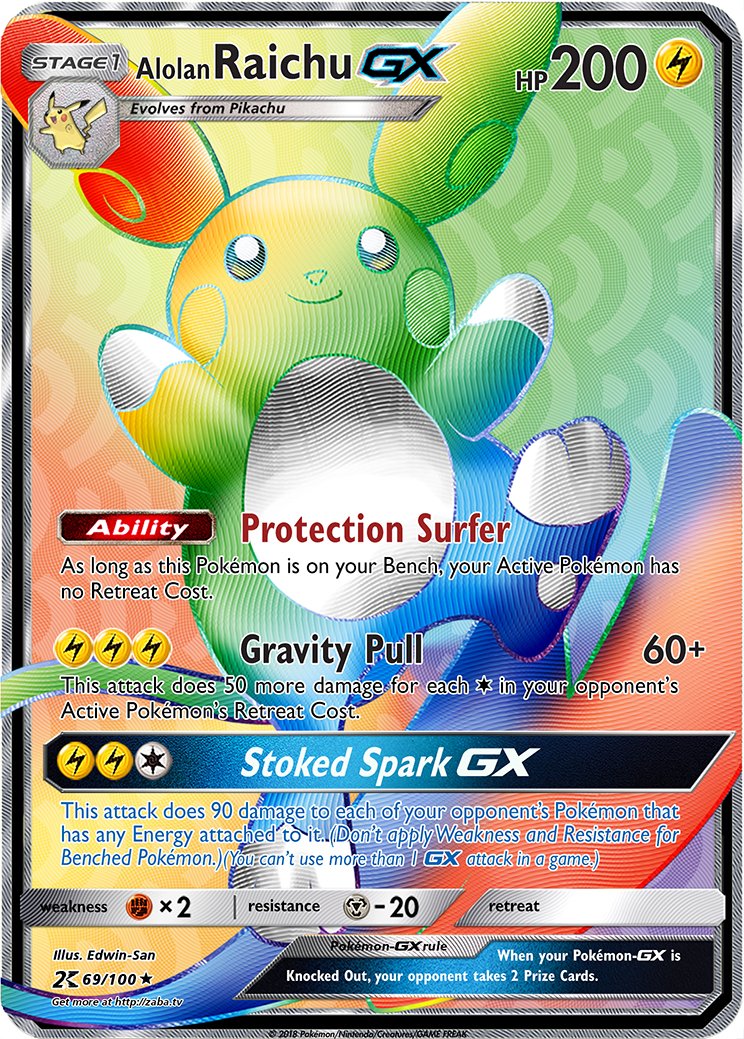 STAGE 1 Alolan Raichu GX HP 200
Evolves from Pikachu
Ability Protection Surfer
As long as this Pokémon is on your Bench, your Active Pokémon has
no Retreat Cost.
Gravity Pull 60+
This attack does 50 more damage for each in your opponent's
Active Pokémon's Retreat Cost.
Stoked Spark GX
This attack does 90 damage to each of your opponent's Pokémon that
has any Energy attached to it. (Don't apply Weakness and Resistance for
Benched Pokémon.) (You can't use more than 1 GX attack in a game.)
weakness ×2 resistance -20 retreat
Illus. Edwin-San
2K 69/100 ★
Get more at http://zaba.tv
Pokémon-GX rule
When your Pokémon-GX is
Knocked Out, your opponent takes 2 Prize Cards.
© 2018 Pokémon/Nintendo/Creatures/GAME FREAK